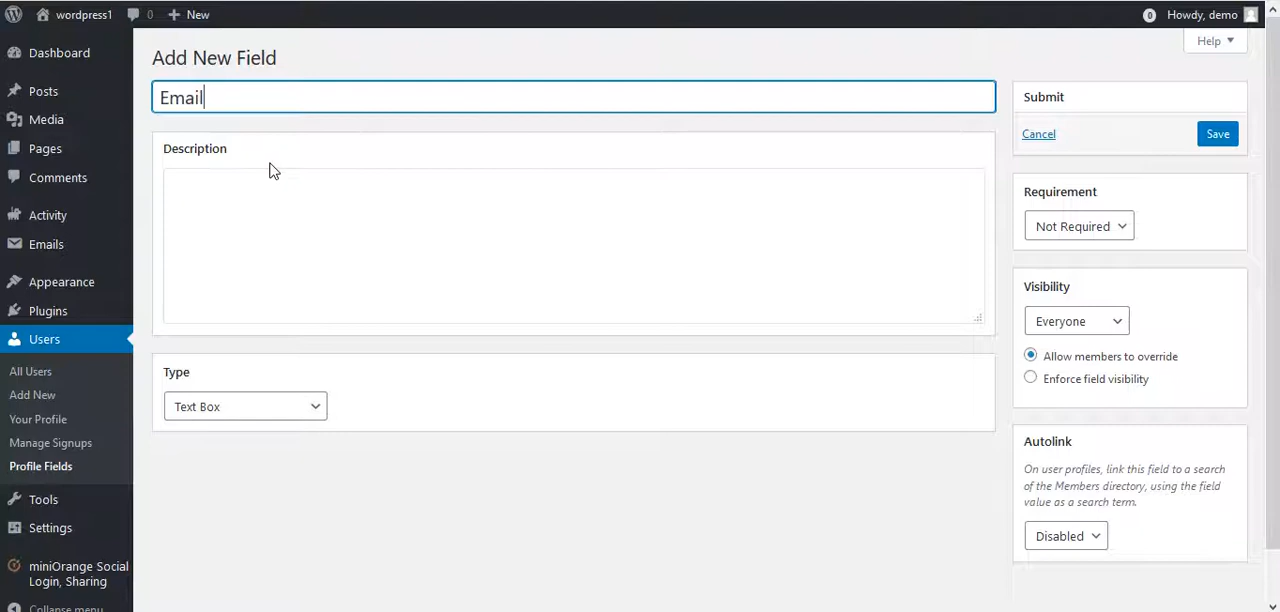 wordpress1
0
New
0
Howdy, demo
Dashboard
Posts
Media
Pages
Comments
Activity
Emails
Appearance
Plugins
Users
All Users
Add New
Your Profile
Manage Signups
Profile Fields
Tools
Settings
miniOrange Social
Login, Sharing
Collapse menu
Help
Add New Field
Email
Description
Type
Text Box
Submit
Cancel
Save
Requirement
Not Required
Visibility
Everyone
Allow members to override
Enforce field visibility
Autolink
On user profiles, link this field to a search
of the Members directory, using the field
value as a search term.
Disabled